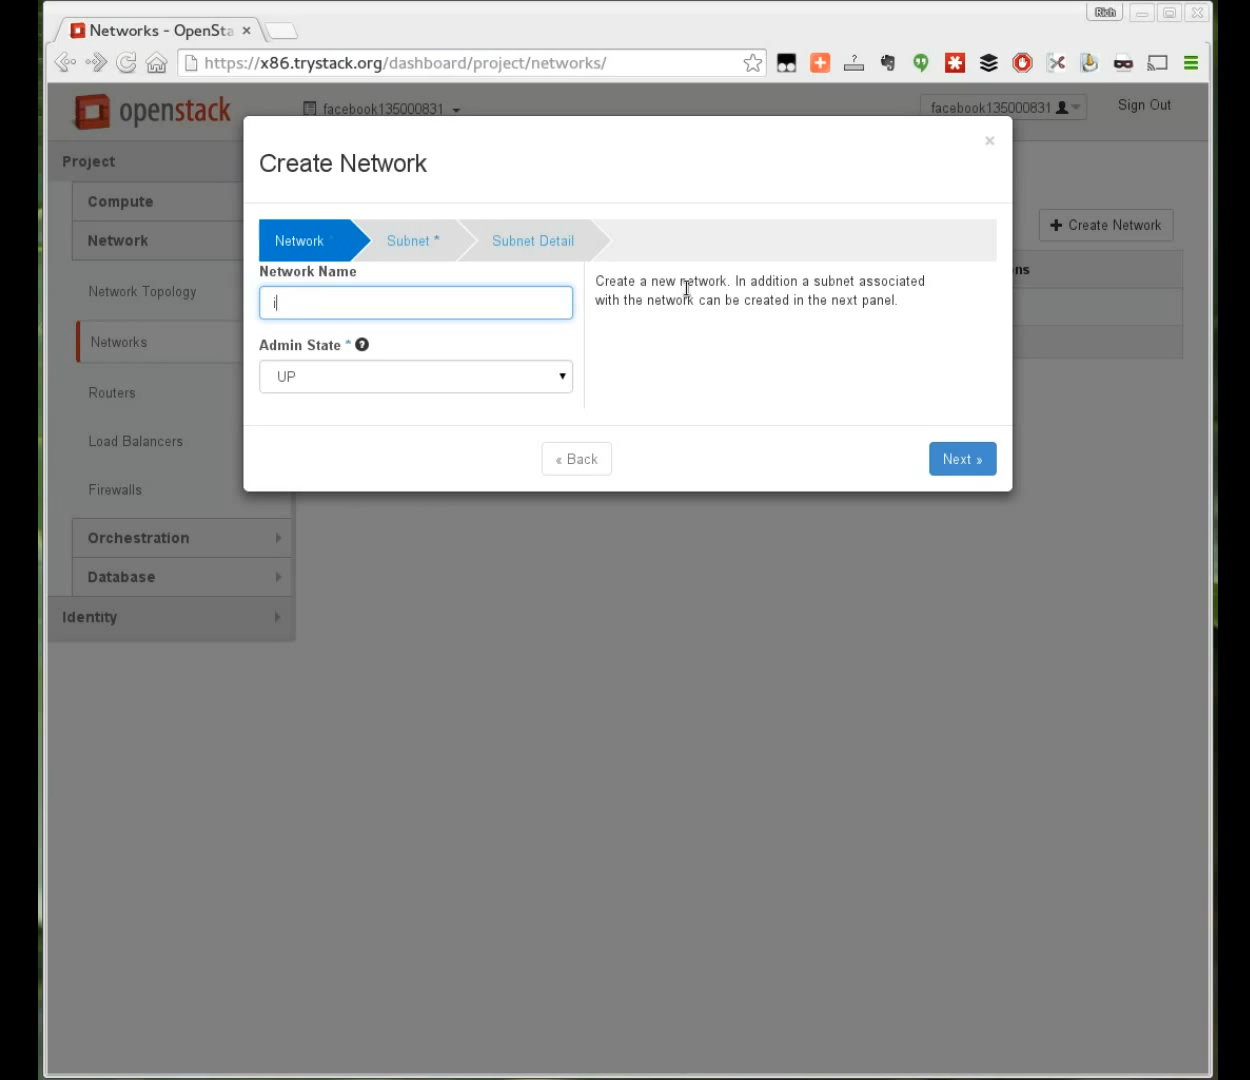 Rich
Networks - OpenSta
https://x86.trystack.org/dashboard/project/networks/
openstack
facebook135000831
facebook135000831
Sign Out
Project
Compute
Network
Network Topology
Networks
Routers
Load Balancers
Firewalls
Orchestration
Database
Identity
Create Network
ns
Create Network
Network *
Subnet *
Subnet Detail
Network Name
i
Admin State *
UP
Create a new network. In addition a subnet associated
with the network can be created in the next panel.
« Back
Next »